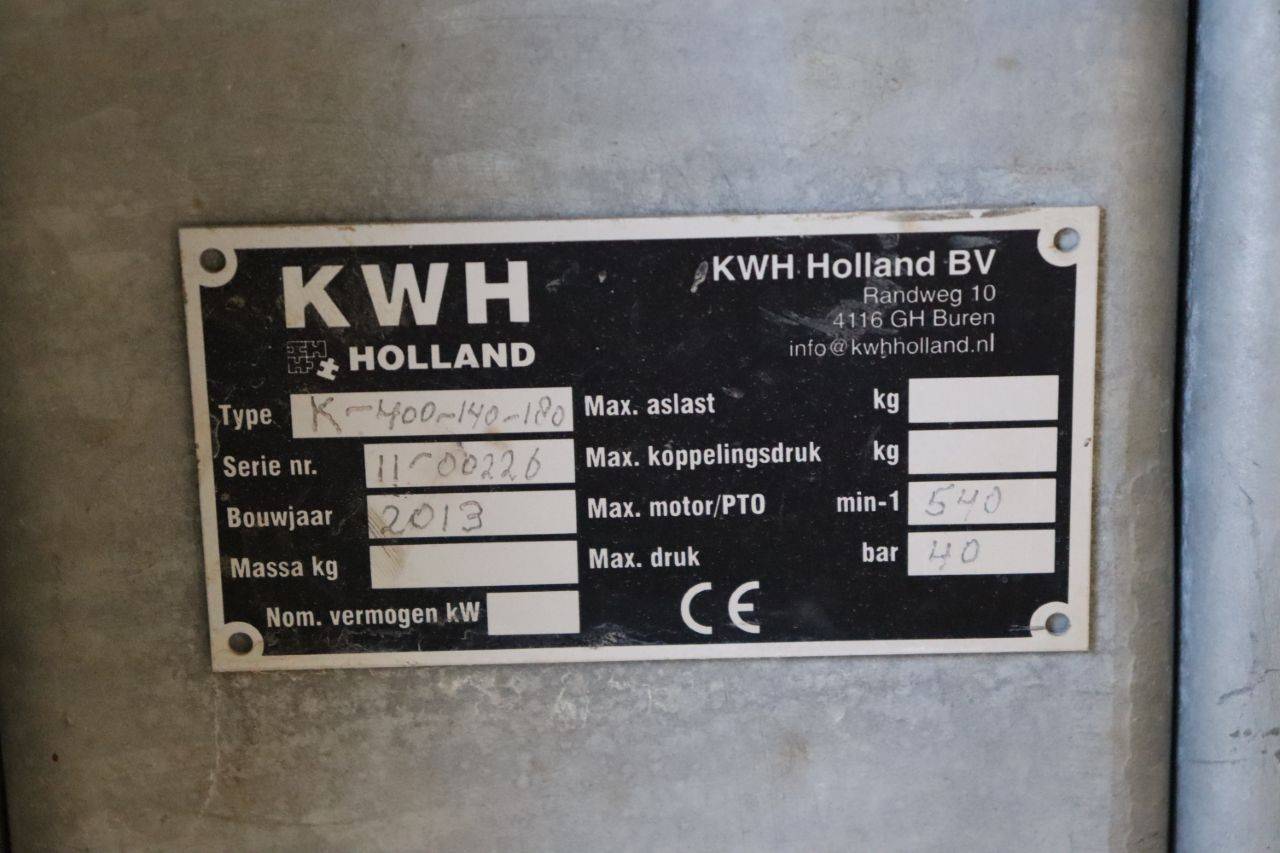 KWH
HOLLAND
KWH Holland BV
Randweg 10
4116 GH Buren
info@kwhholland.nl
Type K-400-140-180
Serie nr. 11-00226
Bouwjaar 2013
Massa kg
Nom. vermogen kW
Max. aslast kg
Max. koppelingsdruk kg
Max. motor/PTO min-1 540
Max. druk bar 40
CE